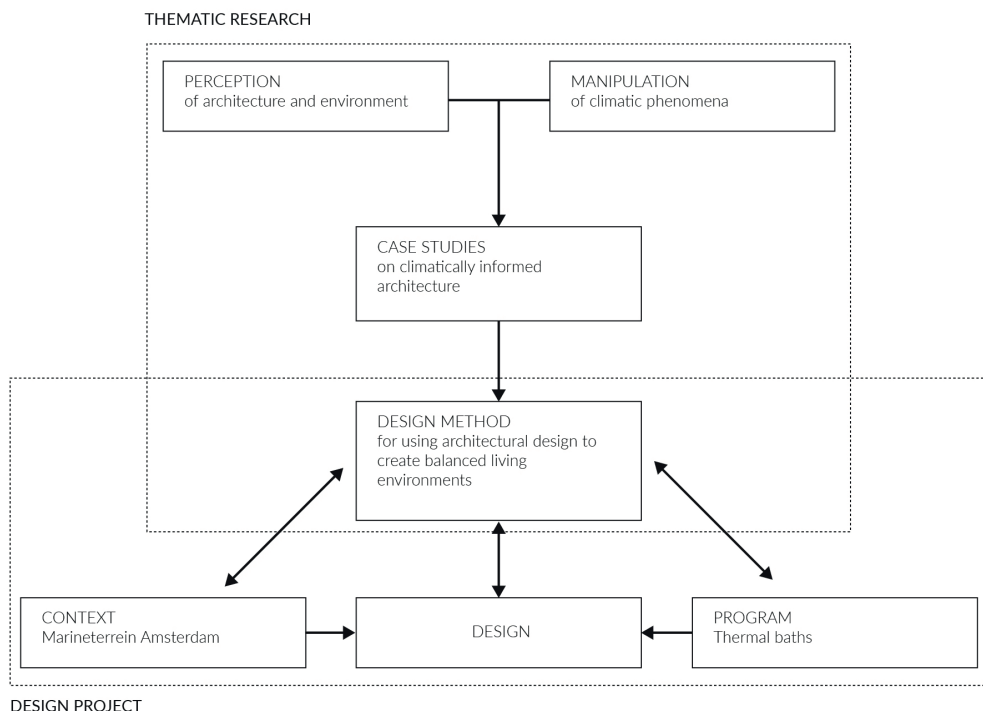 THEMATIC RESEARCH
PERCEPTION
of architecture and environment
MANIPULATION
of climatic phenomena
CASE STUDIES
on climatically informed
architecture
DESIGN METHOD
for using architectural design to
create balanced living
environments
CONTEXT
Marineterrein Amsterdam
DESIGN
PROGRAM
Thermal baths
DESIGN PROJECT